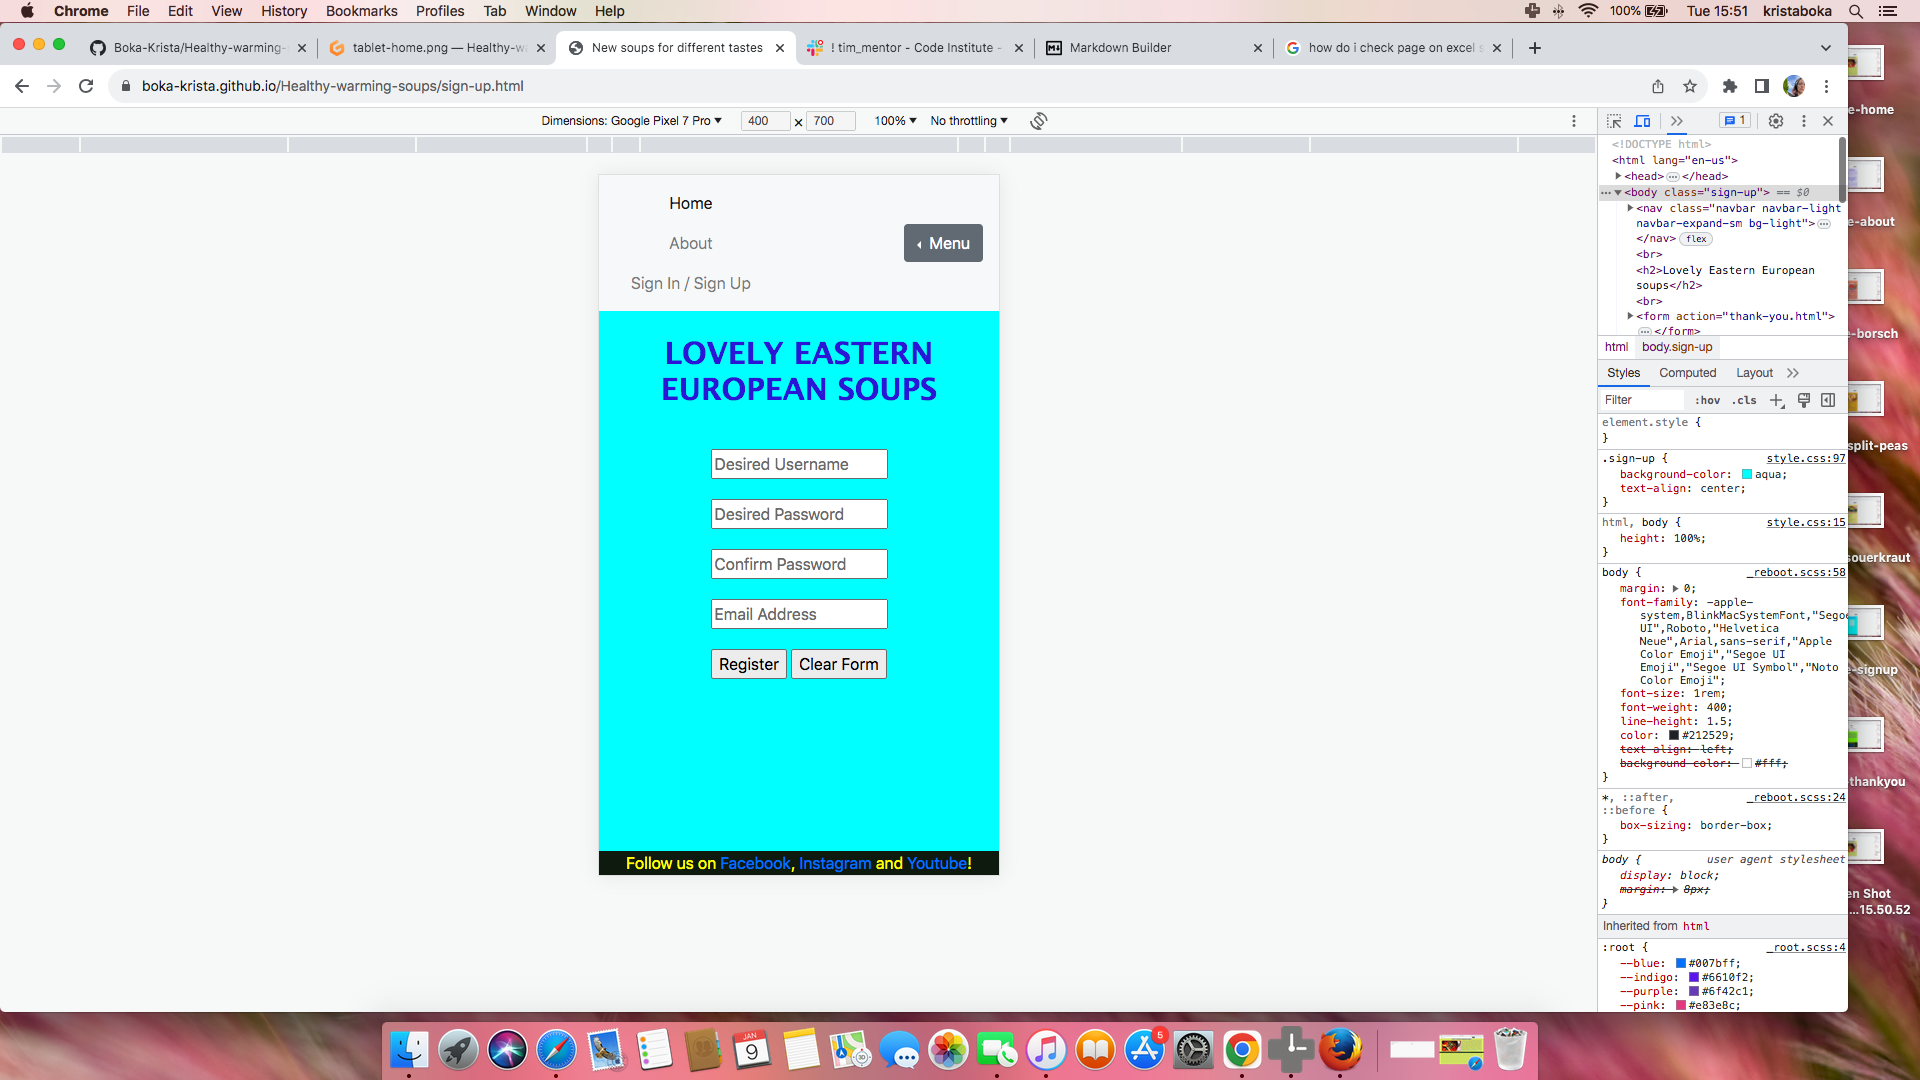 Chrome File Edit View History Bookmarks Profiles Tab Window Help 100% Tue 15:51 kristaboka
Boka-Krista/Healthy-warming- tablet-home.png — Healthy-w New soups for different tastes ! tim_mentor - Code Institute - Markdown Builder how do i check page on excel s
boka-krista.github.io/Healthy-warming-soups/sign-up.html
Dimensions: Google Pixel 7 Pro 400 × 700 100% No throttling 1
Home
About
Menu
Sign In / Sign Up
LOVELY EASTERN
EUROPEAN SOUPS
Desired Username
Desired Password
Confirm Password
Email Address
Register Clear Form
Follow us on Facebook, Instagram and Youtube!
<!DOCTYPE html>
<html lang="en-us">
<head> … </head>
<body class="sign-up"> == $0
<nav class="navbar navbar-light
navbar-expand-sm bg-light"> …
</nav> flex
<br>
<h2>Lovely Eastern European
soups</h2>
<br>
<form action="thank-you.html">
… </form>
html body.sign-up
Styles Computed Layout
Filter :hov .cls
element.style {
}
.sign-up { style.css:97
background-color: aqua;
text-align: center;
}
html, body { style.css:15
height: 100%;
}
body { _reboot.scss:58
margin: 0;
font-family: -apple-
system,BlinkMacSystemFont,"Segoe
UI",Roboto,"Helvetica
Neue",Arial,sans-serif,"Apple
Color Emoji","Segoe UI
Emoji","Segoe UI Symbol","Noto
Color Emoji";
font-size: 1rem;
font-weight: 400;
line-height: 1.5;
color: #212529;
text-align: left;
background-color: #fff;
}
*, ::after, _reboot.scss:24
::before {
box-sizing: border-box;
}
body { user agent stylesheet
display: block;
margin: 8px;
}
Inherited from html
:root { _root.scss:4
--blue: #007bff;
--indigo: #6610f2;
--purple: #6f42c1;
--pink: #e83e8c;
e-home
e-about
e-borsch
split-peas
souerkraut
e-signup
thankyou
en Shot
...15.50.52
JAN
9
3D
5